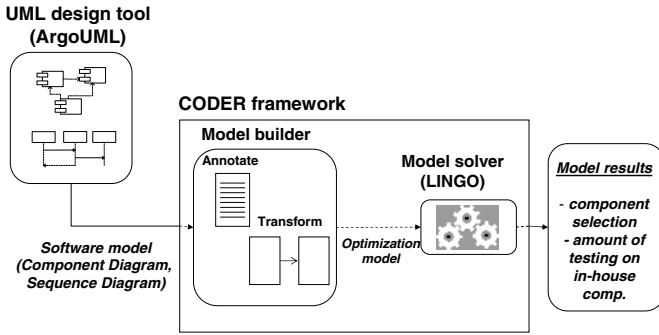 UML design tool
(ArgoUML)
CODER framework
Model builder
Annotate
Transform
Model solver
(LINGO)
Software model
(Component Diagram,
Sequence Diagram)
Optimization
model
Model results
- component
selection
- amount of
testing on
in-house
comp.